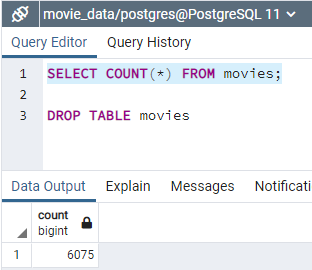 movie_data/postgres@PostgreSQL 11
Query Editor Query History
1 SELECT COUNT(*) FROM movies;
2
3 DROP TABLE movies
Data Output Explain Messages Notificati
count
bigint
1 6075